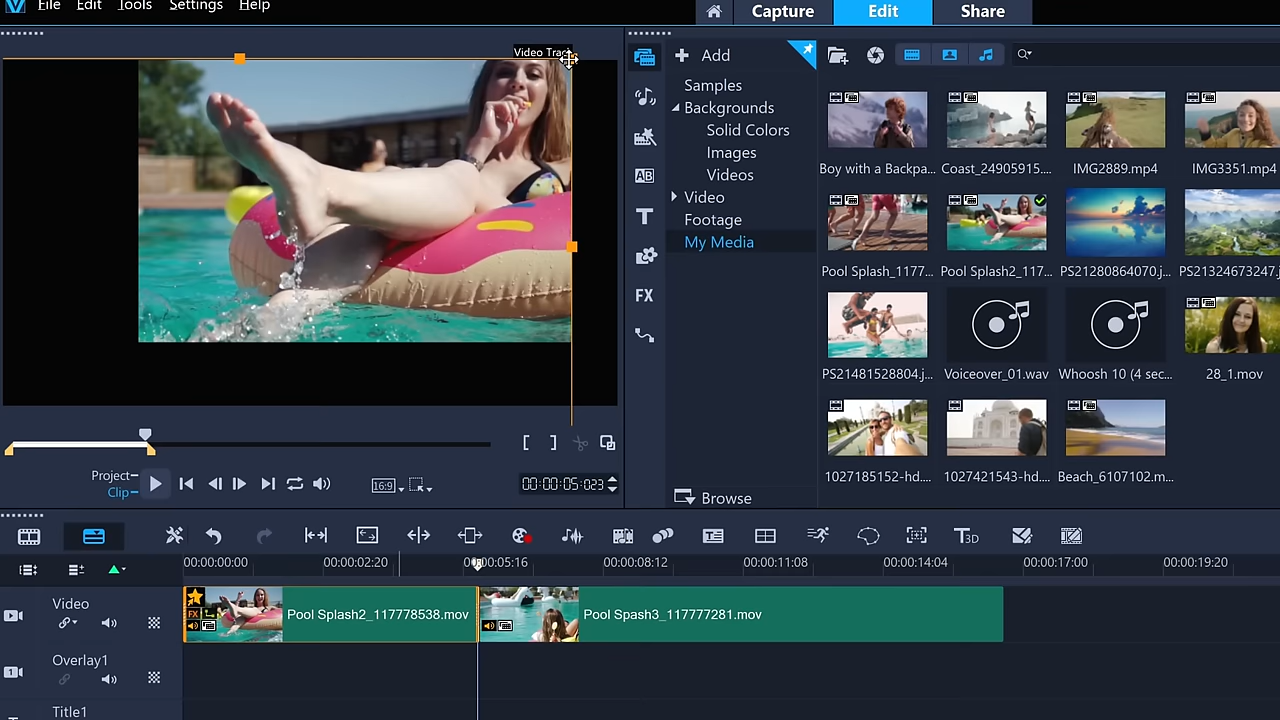 File Edit Tools Settings Help
Capture Edit Share
Video Trac
Add
Samples
Backgrounds
Solid Colors
Images
Videos
Video
Footage
My Media
Browse
Boy with a Backpa... Coast_24905915.... IMG2889.mp4 IMG3351.mp4
Pool Splash_1177... Pool Splash2_117... PS21280864070.j... PS21324673247.j
PS21481528804.j... Voiceover_01.wav Whoosh 10 (4 sec... 28_1.mov
1027185152-hd.... 1027421543-hd.... Beach_6107102.m...
Project
Clip
16:9
00:00:05:023
AB
T
FX
T3D
00:00:00:00 00:00:02:20 00:00:05:16 00:00:08:12 00:00:11:08 00:00:14:04 00:00:17:00 00:00:19:20
Video
FX
Pool Splash2_117778538.mov
Pool Spash3_117777281.mov
1
Overlay1
Title1